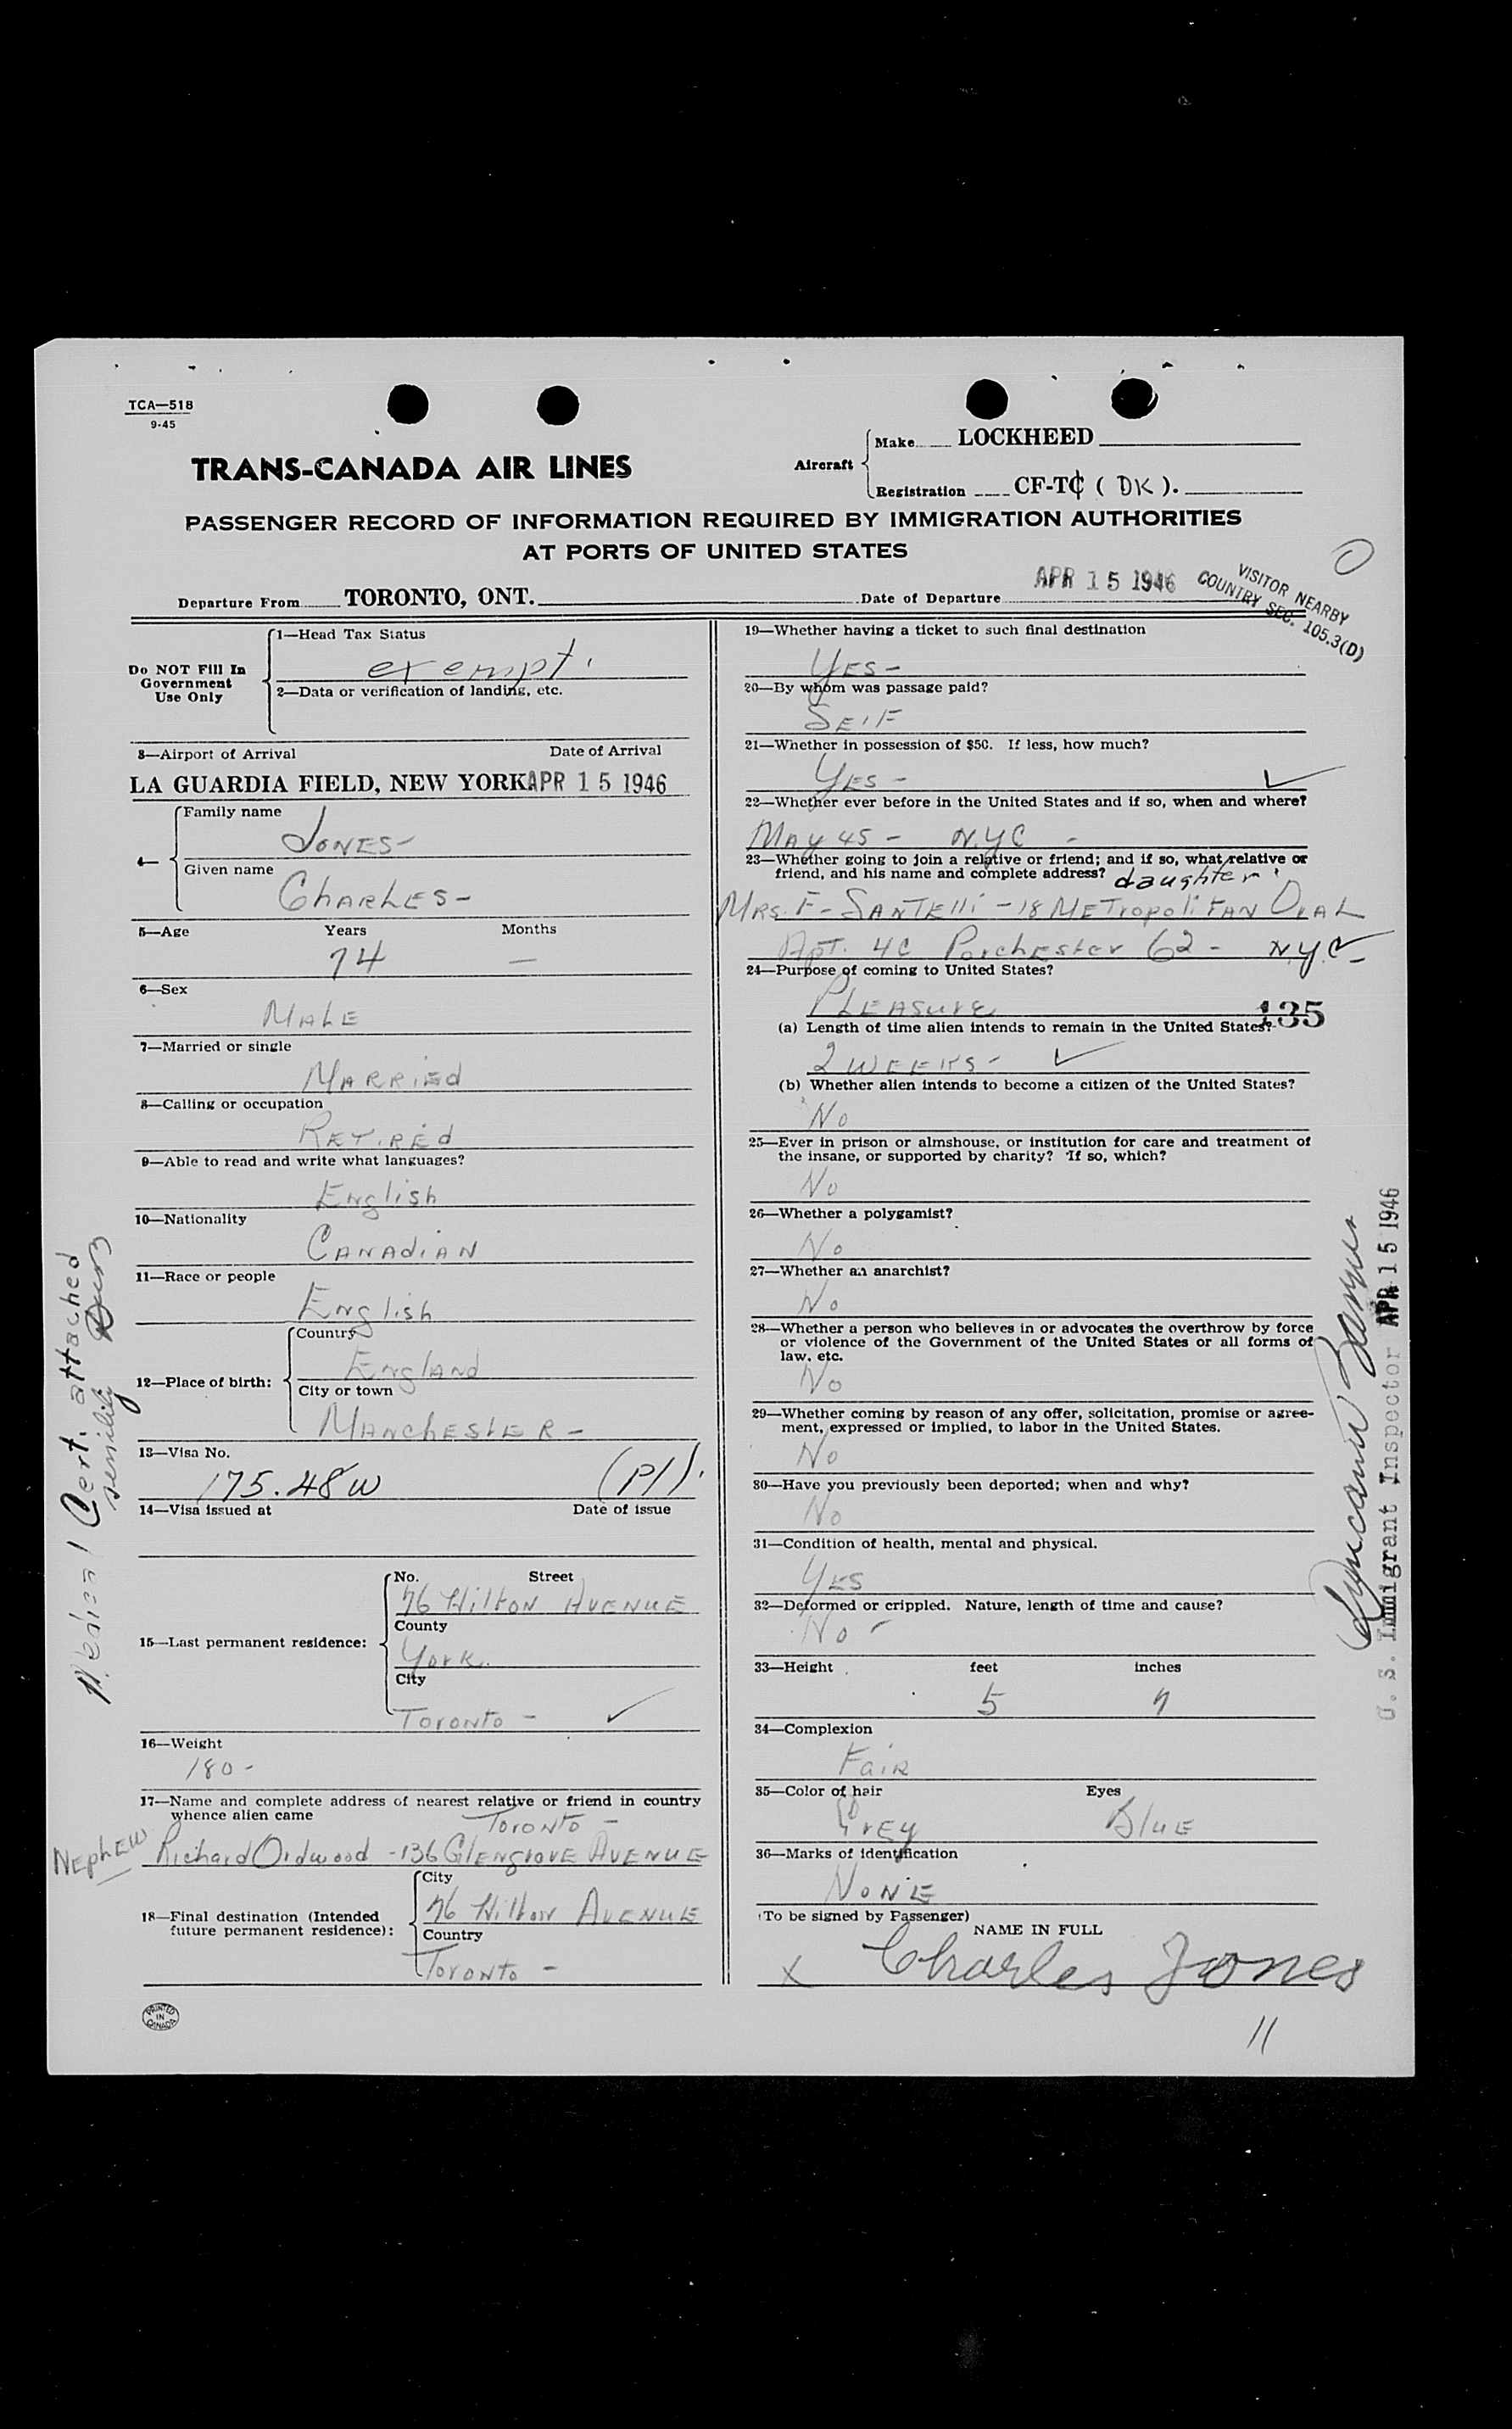 TCA—518
9-45
TRANS-CANADA AIR LINES
Aircraft
Make LOCKHEED
Registration CF-TC ( DK ).
PASSENGER RECORD OF INFORMATION REQUIRED BY IMMIGRATION AUTHORITIES
AT PORTS OF UNITED STATES
Departure From TORONTO, ONT. Date of Departure APR 15 1946
VISITOR NEARBY
COUNTRY SEC. 105.3(D)
Do NOT Fill In
Government
Use Only
1—Head Tax Status
exempt.
2—Data or verification of landing, etc.
3—Airport of Arrival Date of Arrival
LA GUARDIA FIELD, NEW YORK APR 15 1946
4—
Family name
JONES-
Given name
CHARLES-
5—Age Years Months
74 —
6—Sex
MALE
7—Married or single
MARRIEd
8—Calling or occupation
RETIREd
9—Able to read and write what languages?
English
10—Nationality
CANAdiAN
11—Race or people
English
12—Place of birth:
Country
ENGLANd
City or town
MANchESTER-
13—Visa No.
175.48W (P1).
14—Visa issued at Date of issue
15—Last permanent residence:
No. Street
76 Hilton AVENUE
County
York.
City
Toronto -
16—Weight
180-
17—Name and complete address of nearest relative or friend in country
whence alien came
Toronto -
NEphEW Richard Ordwood -136 GLENGROVE AVENUE
18—Final destination (Intended
future permanent residence):
City
76 Hilton AVENUE
Country
Toronto -
PRINTED
IN
CANADA
Cert. attached
senility
19—Whether having a ticket to such final destination
YES-
20—By whom was passage paid?
SElF
21—Whether in possession of $50. If less, how much?
YES-
22—Whether ever before in the United States and if so, when and where?
MAY 45 - N.Y.C -
23—Whether going to join a relative or friend; and if so, what relative or
friend, and his name and complete address? daughter.
MRS. F- SANTElli -18 METropoliTAN OVAL
APT. 4C Parchester 62 - N.Y.C-
24—Purpose of coming to United States?
PLEASURE
135
(a) Length of time alien intends to remain in the United States?
2 WEEKS-
(b) Whether alien intends to become a citizen of the United States?
No
25—Ever in prison or almshouse, or institution for care and treatment of
the insane, or supported by charity? If so, which?
No
26—Whether a polygamist?
No
27—Whether an anarchist?
No
28—Whether a person who believes in or advocates the overthrow by force
or violence of the Government of the United States or all forms of
law, etc.
No
29—Whether coming by reason of any offer, solicitation, promise or agree-
ment, expressed or implied, to labor in the United States.
No
30—Have you previously been deported; when and why?
No
31—Condition of health, mental and physical.
YES
32—Deformed or crippled. Nature, length of time and cause?
No -
33—Height feet inches
5 7
34—Complexion
FAIR
35—Color of hair Eyes
GrEY BlUE
36—Marks of identification
NONE
(To be signed by Passenger)
NAME IN FULL
x Charles Jones
11
U. S. Immigrant Inspector APR 15 1946